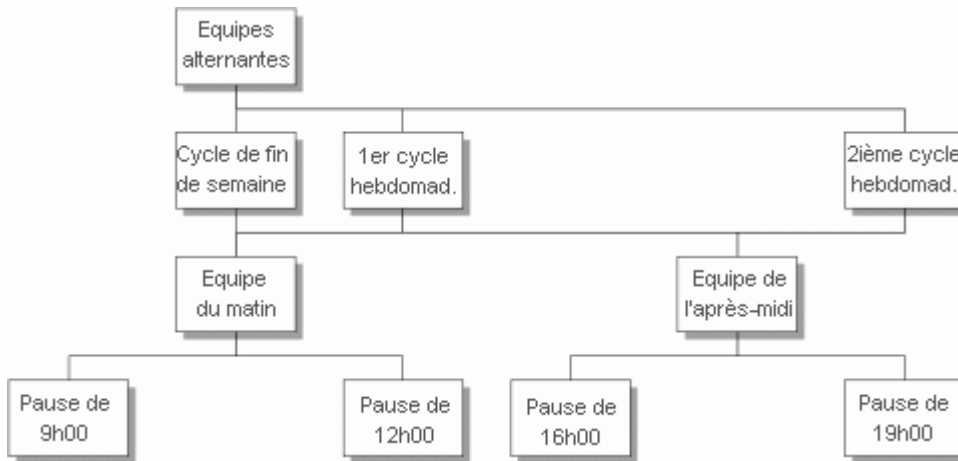 Equipes
alternantes
Cycle de fin
de semaine
1er cycle
hebdomad.
2ième cycle
hebdomad.
Equipe
du matin
Equipe de
l'après-midi
Pause de
9h00
Pause de
12h00
Pause de
16h00
Pause de
19h00